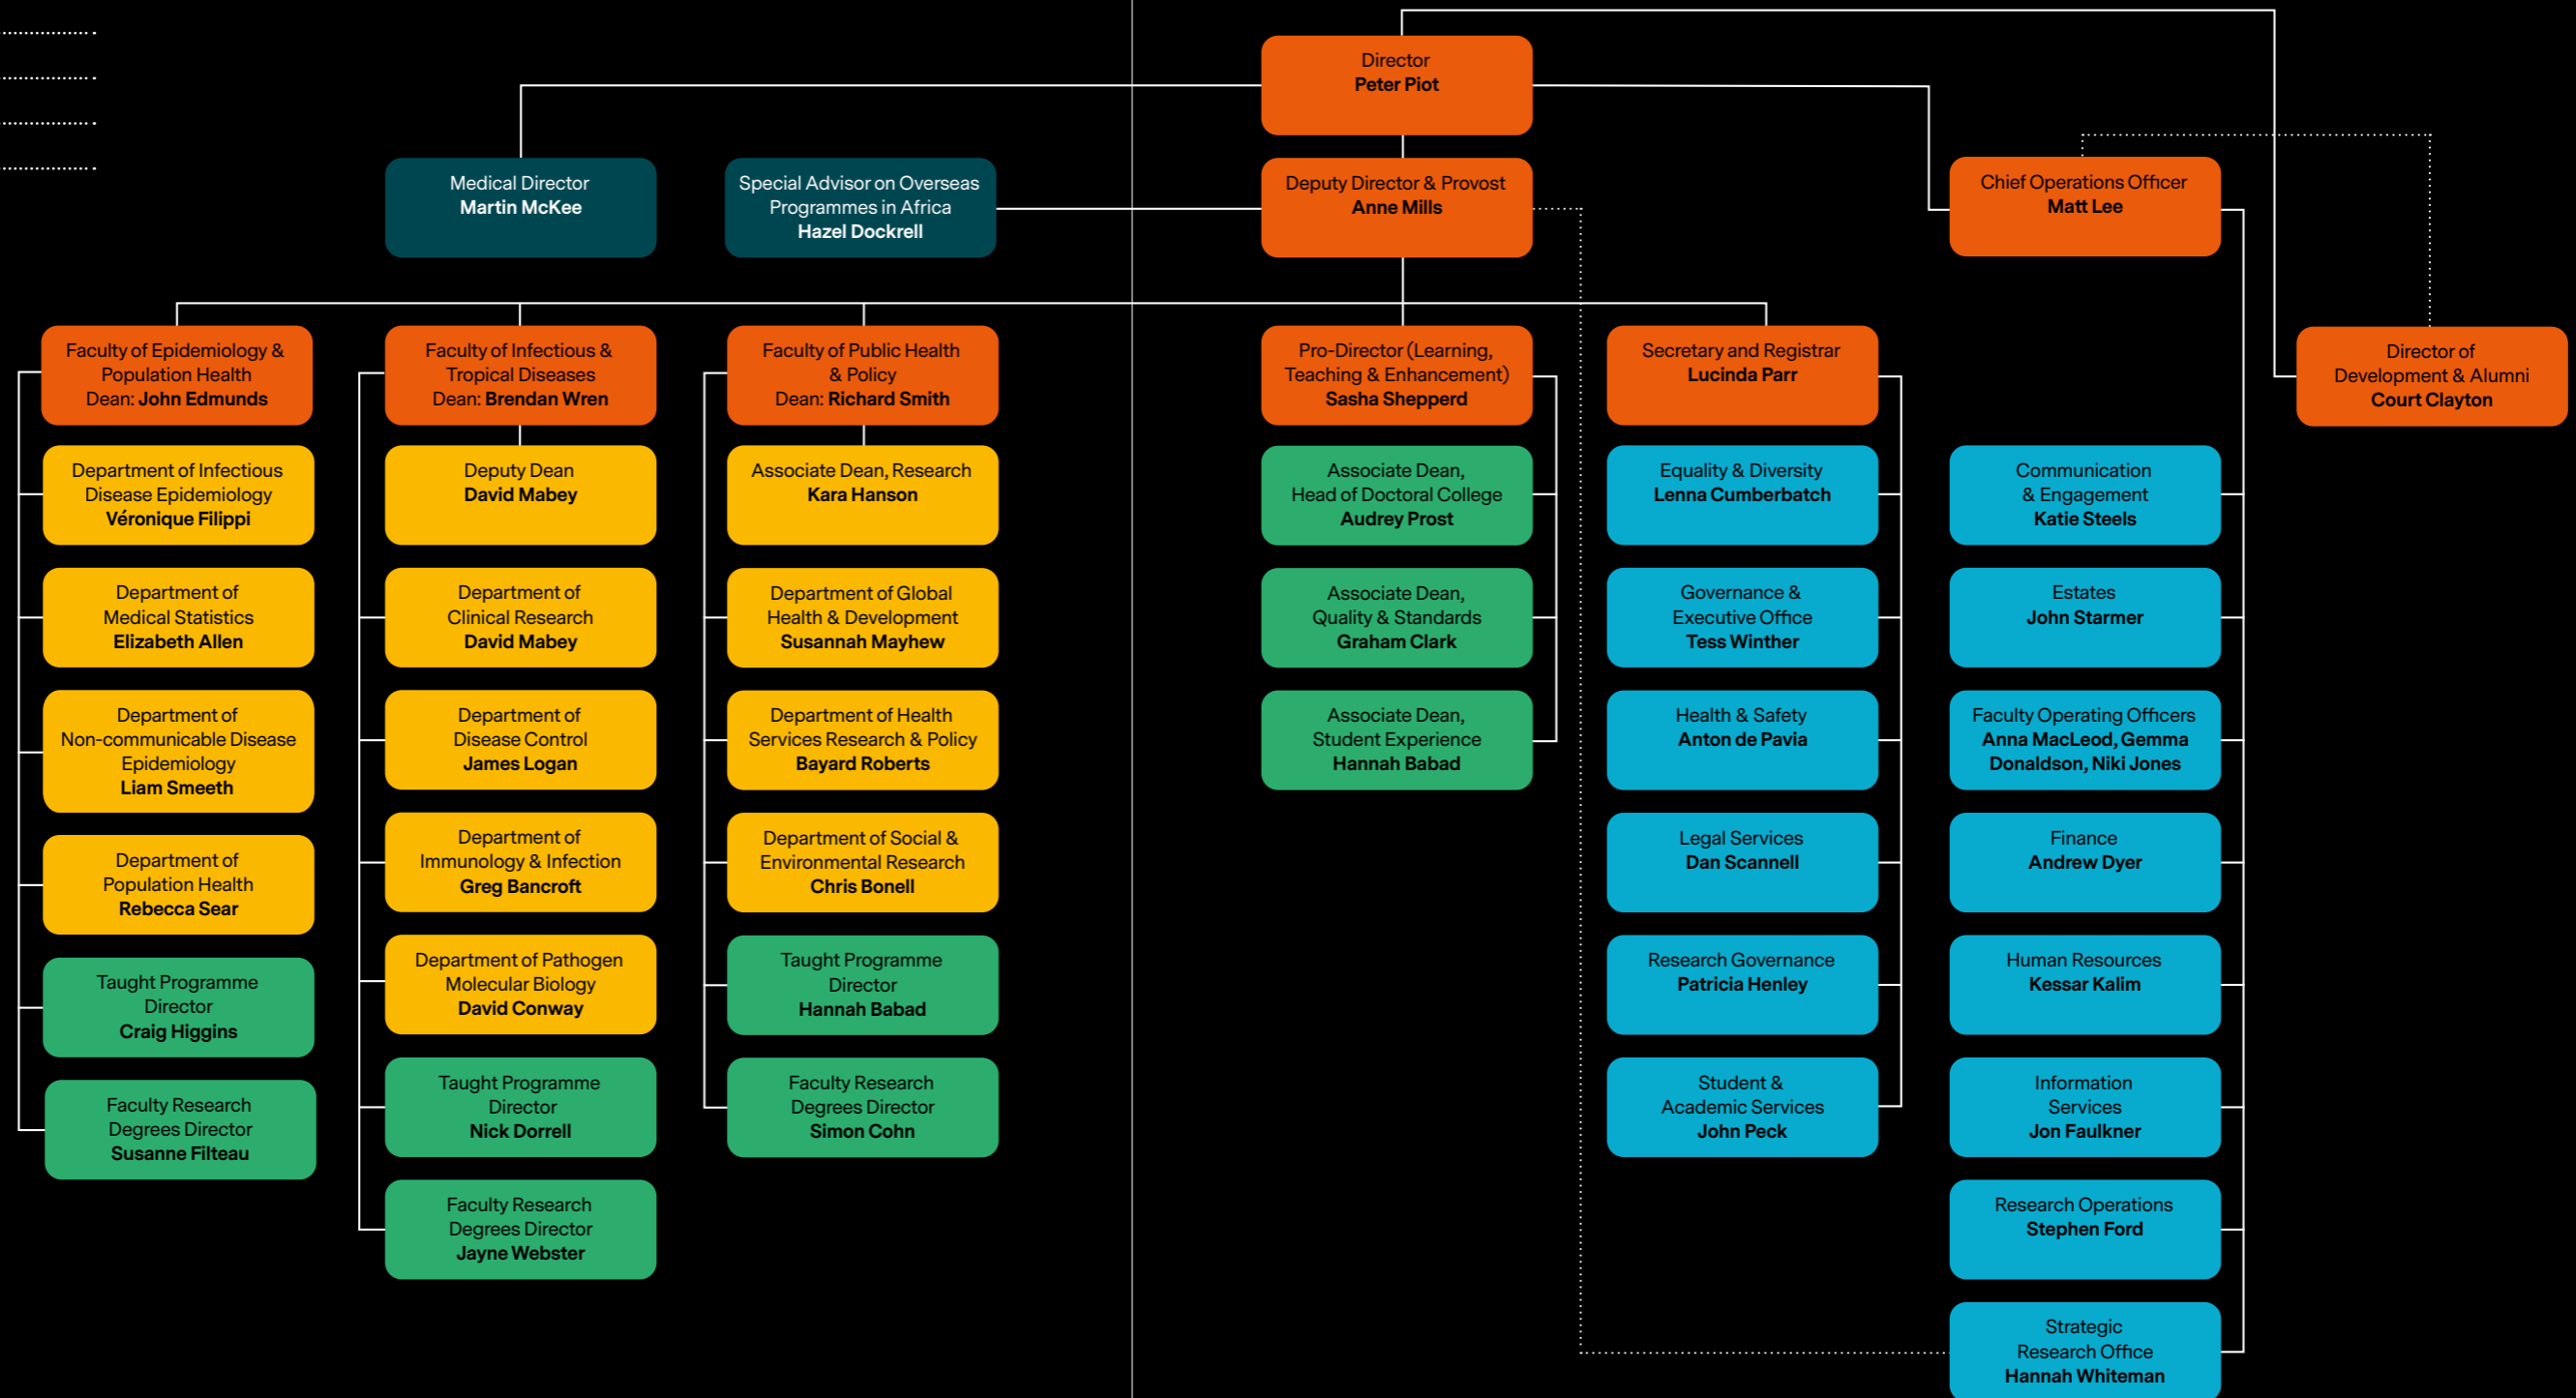 Director
Peter Piot
Medical Director
Martin McKee
Special Advisor on Overseas
Programmes in Africa
Hazel Dockrell
Deputy Director & Provost
Anne Mills
Chief Operations Officer
Matt Lee
Faculty of Epidemiology &
Population Health
Dean: John Edmunds
Faculty of Infectious &
Tropical Diseases
Dean: Brendan Wren
Faculty of Public Health
& Policy
Dean: Richard Smith
Pro-Director (Learning,
Teaching & Enhancement)
Sasha Shepperd
Secretary and Registrar
Lucinda Parr
Director of
Development & Alumni
Court Clayton
Department of Infectious
Disease Epidemiology
Véronique Filippi
Department of
Medical Statistics
Elizabeth Allen
Department of
Non-communicable Disease
Epidemiology
Liam Smeeth
Department of
Population Health
Rebecca Sear
Taught Programme
Director
Craig Higgins
Faculty Research
Degrees Director
Susanne Filteau
Deputy Dean
David Mabey
Department of
Clinical Research
David Mabey
Department of
Disease Control
James Logan
Department of
Immunology & Infection
Greg Bancroft
Department of Pathogen
Molecular Biology
David Conway
Taught Programme
Director
Nick Dorrell
Faculty Research
Degrees Director
Jayne Webster
Associate Dean, Research
Kara Hanson
Department of Global
Health & Development
Susannah Mayhew
Department of Health
Services Research & Policy
Bayard Roberts
Department of Social &
Environmental Research
Chris Bonell
Taught Programme
Director
Hannah Babad
Faculty Research
Degrees Director
Simon Cohn
Associate Dean,
Head of Doctoral College
Audrey Prost
Associate Dean,
Quality & Standards
Graham Clark
Associate Dean,
Student Experience
Hannah Babad
Equality & Diversity
Lenna Cumberbatch
Governance &
Executive Office
Tess Winther
Health & Safety
Anton de Pavia
Legal Services
Dan Scannell
Research Governance
Patricia Henley
Student &
Academic Services
John Peck
Communication
& Engagement
Katie Steels
Estates
John Starmer
Faculty Operating Officers
Anna MacLeod, Gemma
Donaldson, Niki Jones
Finance
Andrew Dyer
Human Resources
Kessar Kalim
Information
Services
Jon Faulkner
Research Operations
Stephen Ford
Strategic
Research Office
Hannah Whiteman